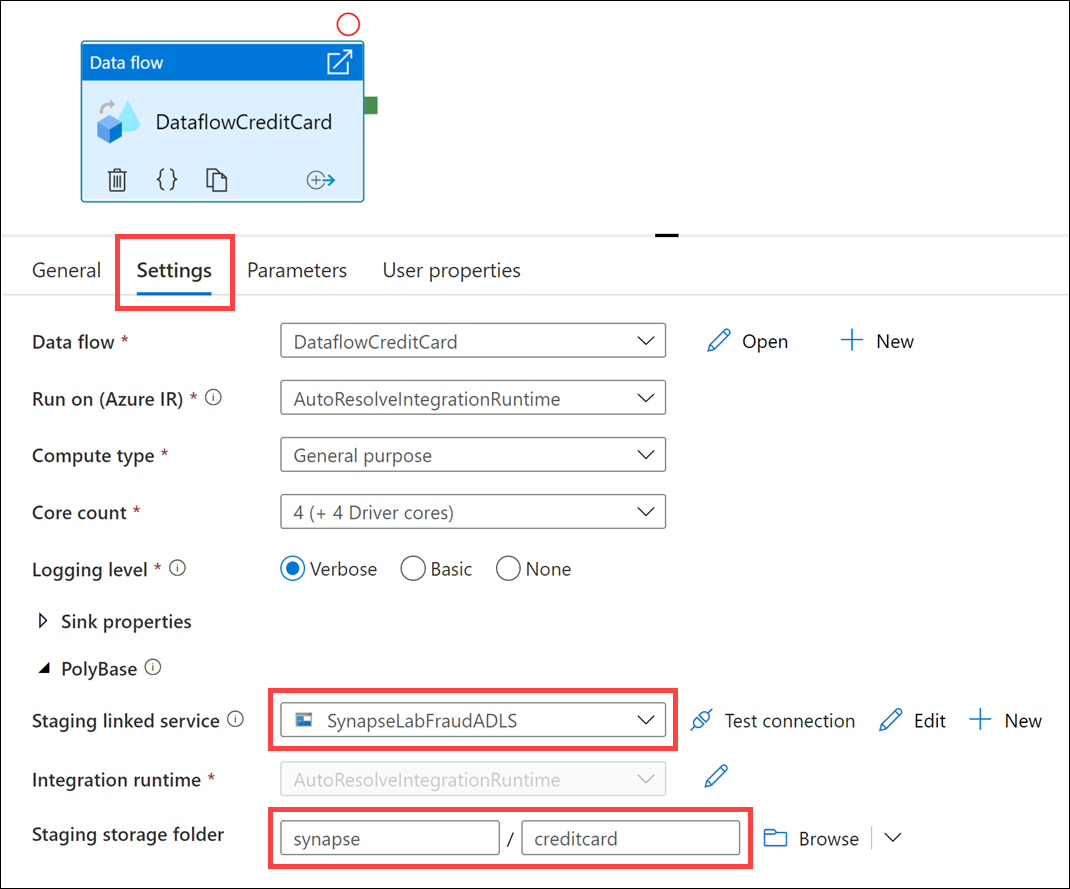 Data flow
DataflowCreditCard
{}
General Settings Parameters User properties
Data flow * DataflowCreditCard Open New
Run on (Azure IR) * AutoResolveIntegrationRuntime
Compute type * General purpose
Core count * 4 (+ 4 Driver cores)
Logging level * Verbose Basic None
Sink properties
PolyBase
Staging linked service SynapseLabFraudADLS Test connection Edit New
Integration runtime * AutoResolveIntegrationRuntime
Staging storage folder synapse / creditcard Browse